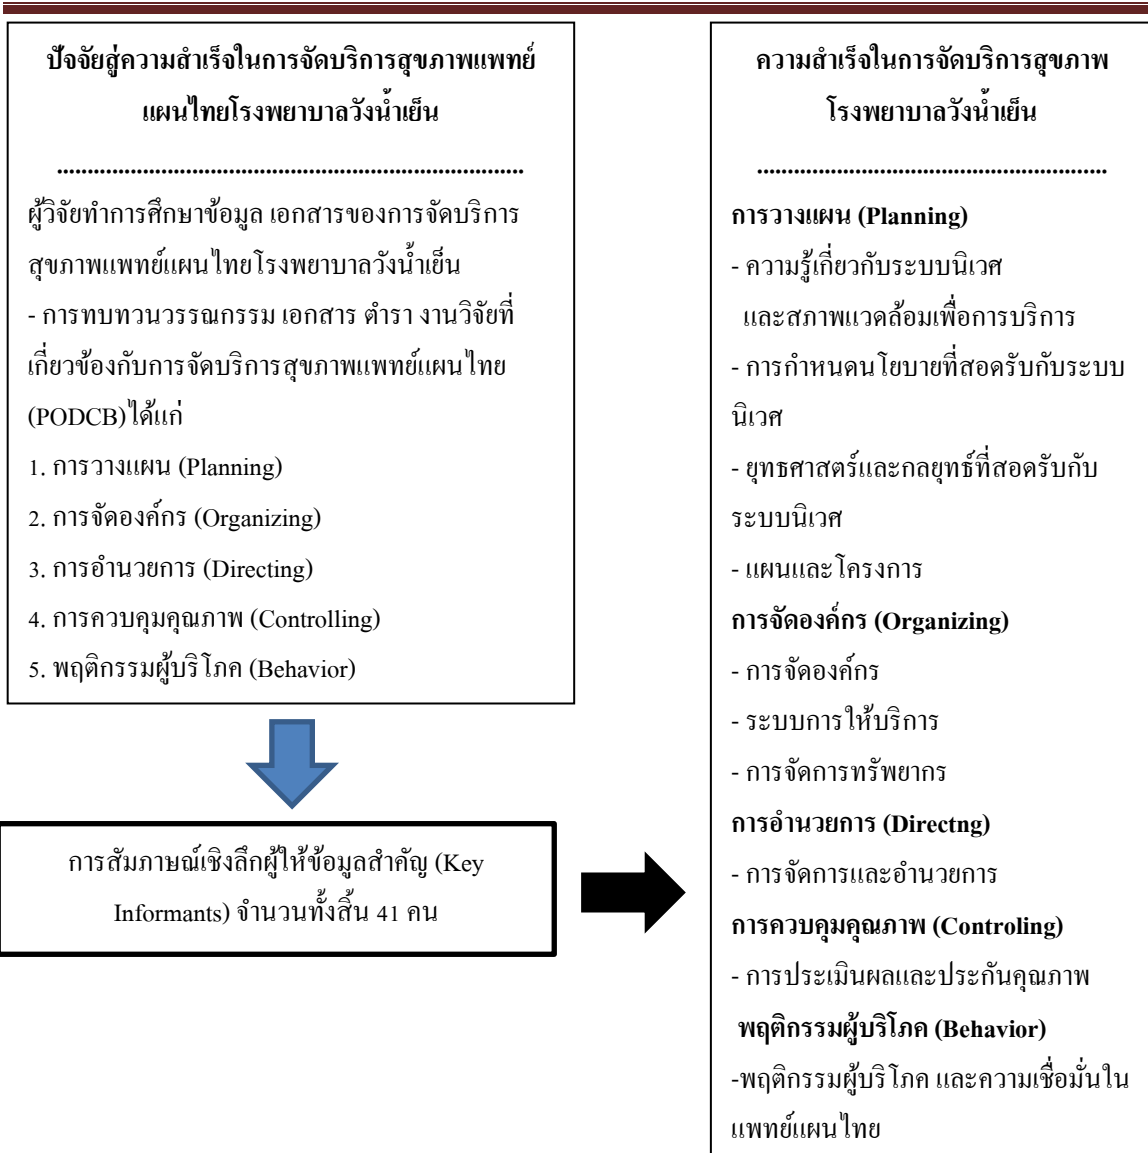 ปัจจัยสู่ความสำเร็จในการจัดบริการสุขภาพแพทย์
แผนไทยโรงพยาบาลวังน้ำเย็น
..............................................................................
ผู้วิจัยทำการศึกษาข้อมูล เอกสารของการจัดบริการ
สุขภาพแพทย์แผนไทยโรงพยาบาลวังน้ำเย็น
- การทบทวนวรรณกรรม เอกสาร ตำรา งานวิจัยที่
เกี่ยวข้องกับการจัดบริการสุขภาพแพทย์แผนไทย
(PODCB)ได้แก่
1. การวางแผน (Planning)
2. การจัดองค์กร (Organizing)
3. การอำนวยการ (Directing)
4. การควบคุมคุณภาพ (Controlling)
5. พฤติกรรมผู้บริโภค (Behavior)
การสัมภาษณ์เชิงลึกผู้ให้ข้อมูลสำคัญ (Key
Informants) จำนวนทั้งสิ้น 41 คน
ความสำเร็จในการจัดบริการสุขภาพ
โรงพยาบาลวังน้ำเย็น
..........................................................
การวางแผน (Planning)
- ความรู้เกี่ยวกับระบบนิเวศ
และสภาพแวดล้อมเพื่อการบริการ
- การกำหนดนโยบายที่สอดรับกับระบบ
นิเวศ
- ยุทธศาสตร์และกลยุทธ์ที่สอดรับกับ
ระบบนิเวศ
- แผนและโครงการ
การจัดองค์กร (Organizing)
- การจัดองค์กร
- ระบบการให้บริการ
- การจัดการทรัพยากร
การอำนวยการ (Directng)
- การจัดการและอำนวยการ
การควบคุมคุณภาพ (Controling)
- การประเมินผลและประกันคุณภาพ
พฤติกรรมผู้บริโภค (Behavior)
-พฤติกรรมผู้บริโภค และความเชื่อมั่นใน
แพทย์แผนไทย